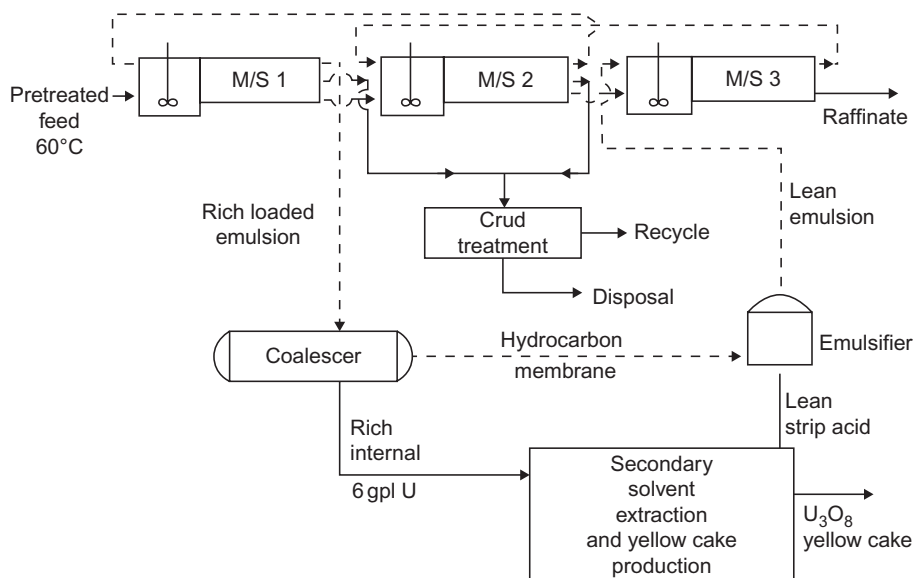 M/S 1
M/S 2
M/S 3
Pretreated
feed
60°C
Raffinate
Rich loaded
emulsion
Lean
emulsion
Crud
treatment
Recycle
Disposal
Coalescer
Hydrocarbon
membrane
Emulsifier
Rich
internal
6 gpl U
Lean
strip acid
Secondary
solvent
extraction
and yellow cake
production
U₃O₈
yellow cake